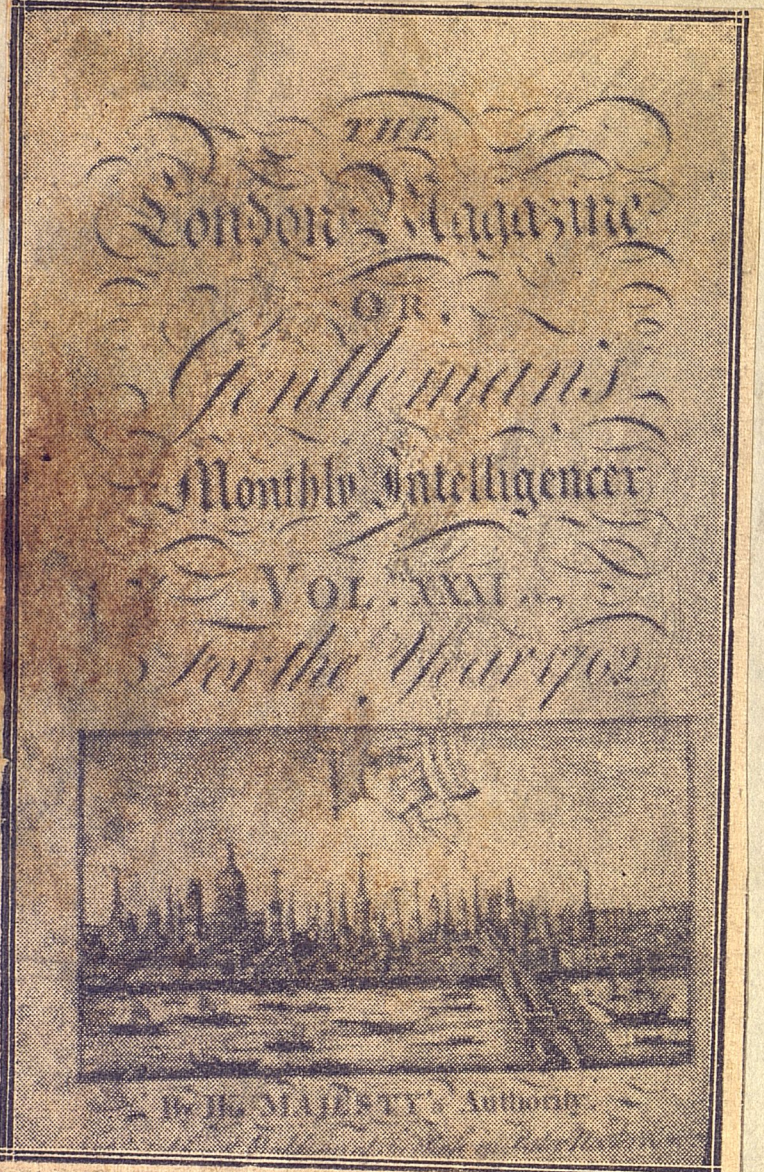 THE
London Magazine
OR,
Gentleman's
Monthly Intelligencer
VOL: XXXI.
For the Year 1762
By His MAJESTY's Authority.